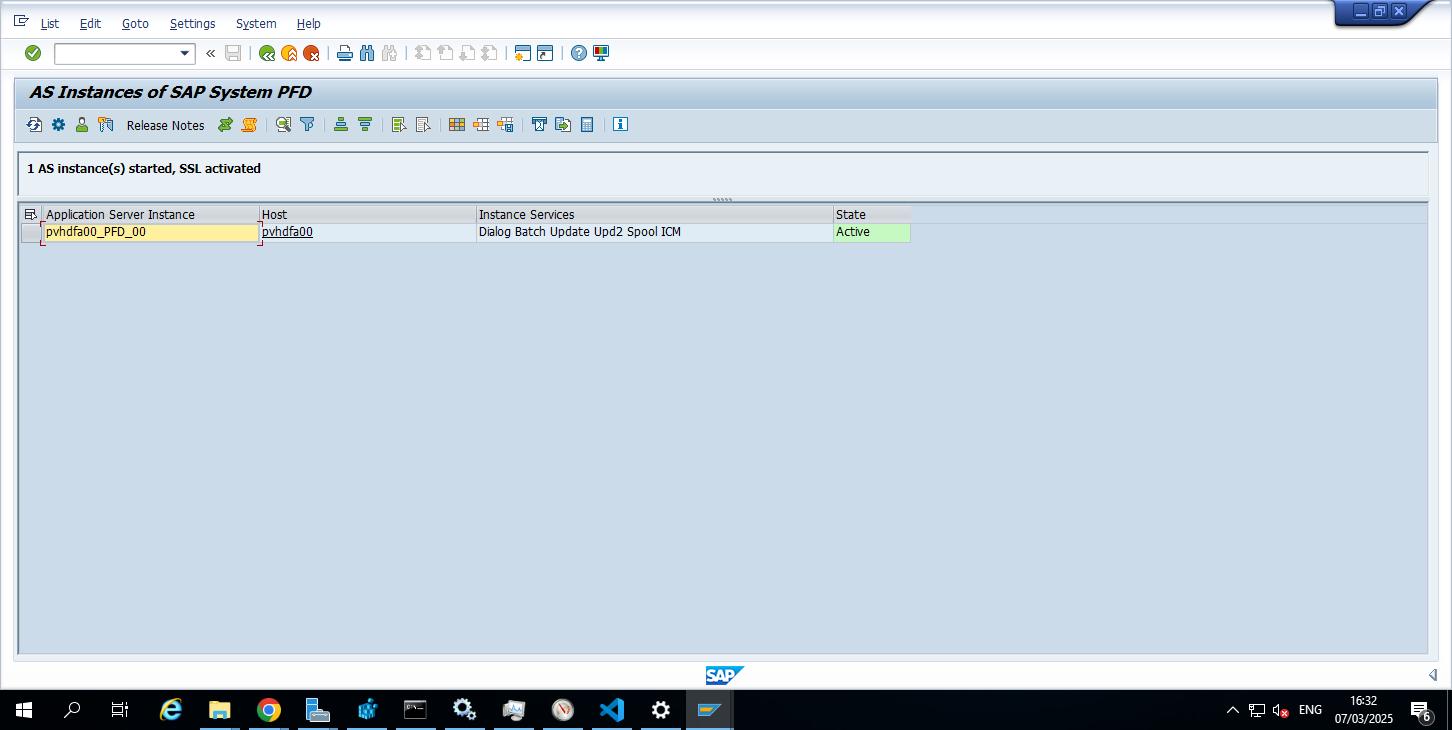 List Edit Goto Settings System Help
AS Instances of SAP System PFD
Release Notes
1 AS instance(s) started, SSL activated
Application Server Instance Host Instance Services State
pvhdfa00_PFD_00 pvhdfa00 Dialog Batch Update Upd2 Spool ICM Active
SAP
ENG
16:32
07/03/2025
6